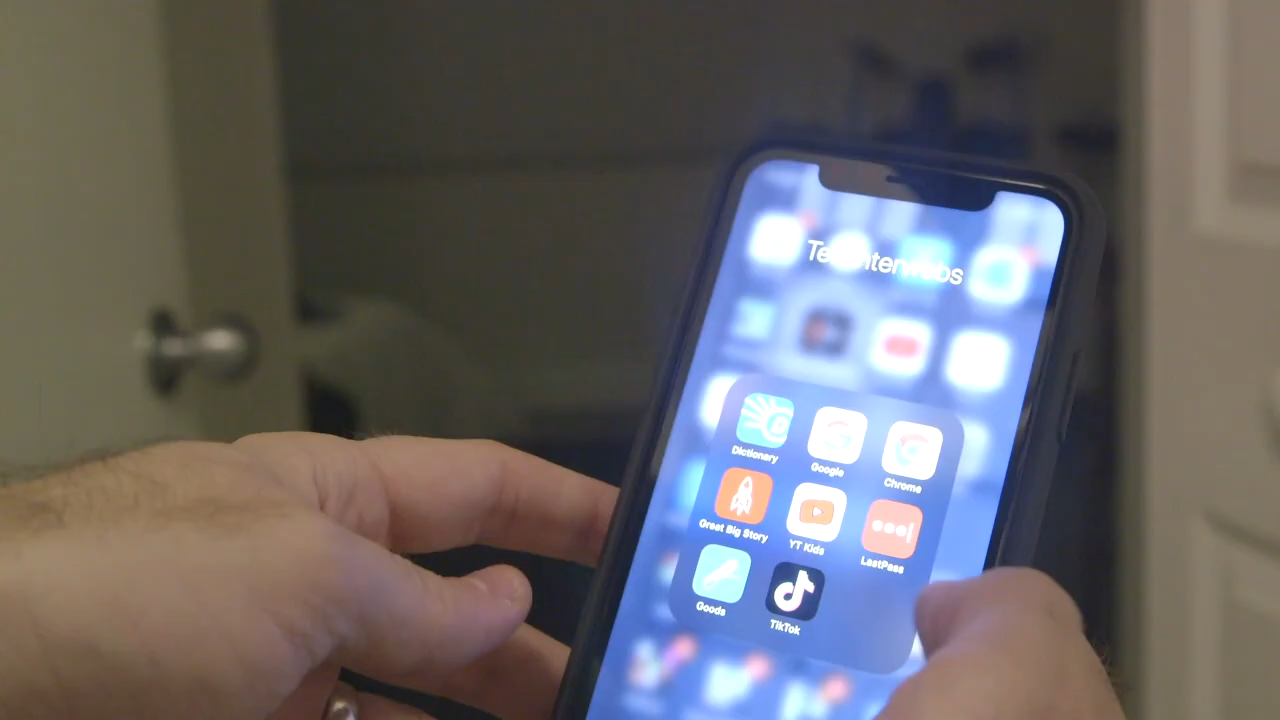 Dictionary
Google
Chrome
Great Big Story
YT Kids
LastPass
Goods
TikTok